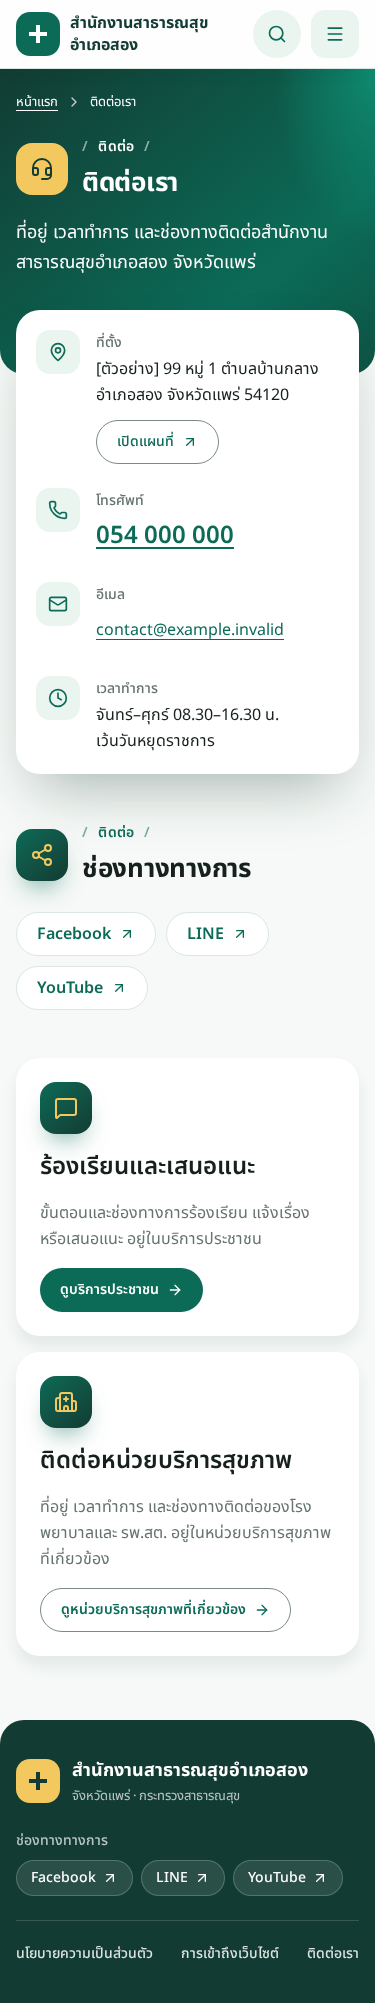 สำนักงานสาธารณสุข
อำเภอสอง
หน้าแรก > ติดต่อเรา
/ ติดต่อ /
ติดต่อเรา
ที่อยู่ เวลาทำการ และช่องทางติดต่อสำนักงาน
สาธารณสุขอำเภอสอง จังหวัดแพร่
ที่ตั้ง
[ตัวอย่าง] 99 หมู่ 1 ตำบลบ้านกลาง
อำเภอสอง จังหวัดแพร่ 54120
เปิดแผนที่
โทรศัพท์
054 000 000
อีเมล
contact@example.invalid
เวลาทำการ
จันทร์–ศุกร์ 08.30–16.30 น.
เว้นวันหยุดราชการ
/ ติดต่อ /
ช่องทางทางการ
Facebook
LINE
YouTube
ร้องเรียนและเสนอแนะ
ขั้นตอนและช่องทางการร้องเรียน แจ้งเรื่อง
หรือเสนอแนะ อยู่ในบริการประชาชน
ดูบริการประชาชน
ติดต่อหน่วยบริการสุขภาพ
ที่อยู่ เวลาทำการ และช่องทางติดต่อของโรง
พยาบาลและ รพ.สต. อยู่ในหน่วยบริการสุขภาพ
ที่เกี่ยวข้อง
ดูหน่วยบริการสุขภาพที่เกี่ยวข้อง
สำนักงานสาธารณสุขอำเภอสอง
จังหวัดแพร่ · กระทรวงสาธารณสุข
ช่องทางทางการ
Facebook
LINE
YouTube
นโยบายความเป็นส่วนตัว
การเข้าถึงเว็บไซต์
ติดต่อเรา